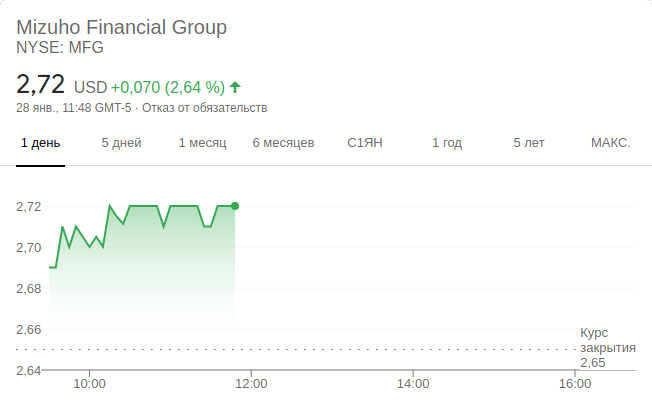 Mizuho Financial Group
NYSE: MFG
2,72 USD +0,070 (2,64 %)
28 янв., 11:48 GMT-5 · Отказ от обязательств
1 день 5 дней 1 месяц 6 месяцев С1ЯН 1 год 5 лет МАКС.
2,72
2,70
2,68
2,66
2,64
Курс
закрытия
2,65
10:00 12:00 14:00 16:00